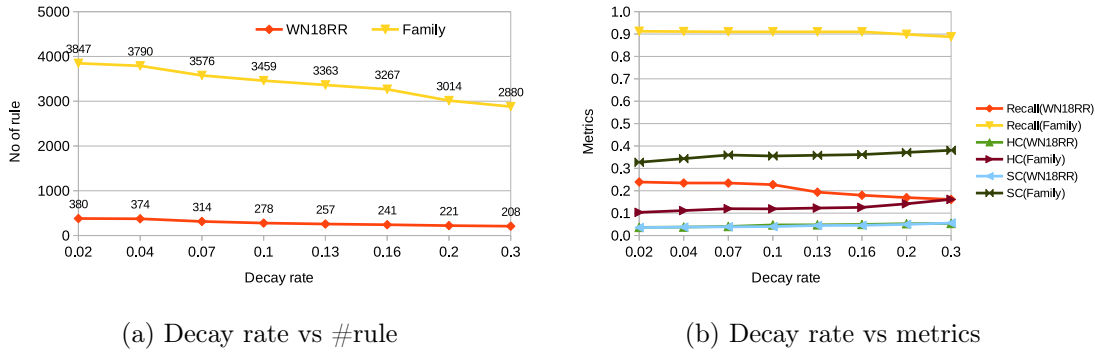 WN18RR Family
5000
4000
3000
2000
1000
0
No of rule
3847 3790 3576 3459 3363 3267 3014 2880
380 374 314 278 257 241 221 208
0.02 0.04 0.07 0.1 0.13 0.16 0.2 0.3
Decay rate
(a) Decay rate vs #rule
1.0
0.9
0.8
0.7
0.6
0.5
0.4
0.3
0.2
0.1
0.0
Metrics
0.02 0.04 0.07 0.1 0.13 0.16 0.2 0.3
Decay rate
Recall(WN18RR)
Recall(Family)
HC(WN18RR)
HC(Family)
SC(WN18RR)
SC(Family)
(b) Decay rate vs metrics